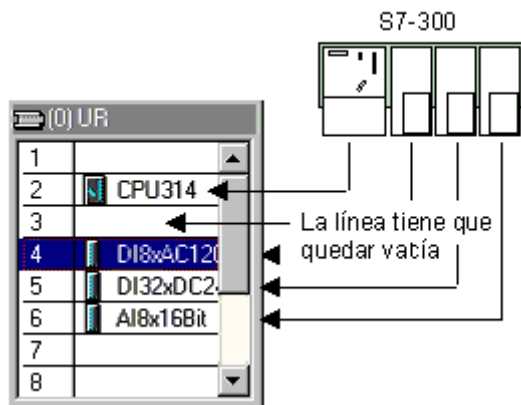 S7-300
(0) UR
1
2 CPU314
3
4 DI8xAC120
5 DI32xDC24
6 AI8x16Bit
7
8
La línea tiene que
quedar vatía